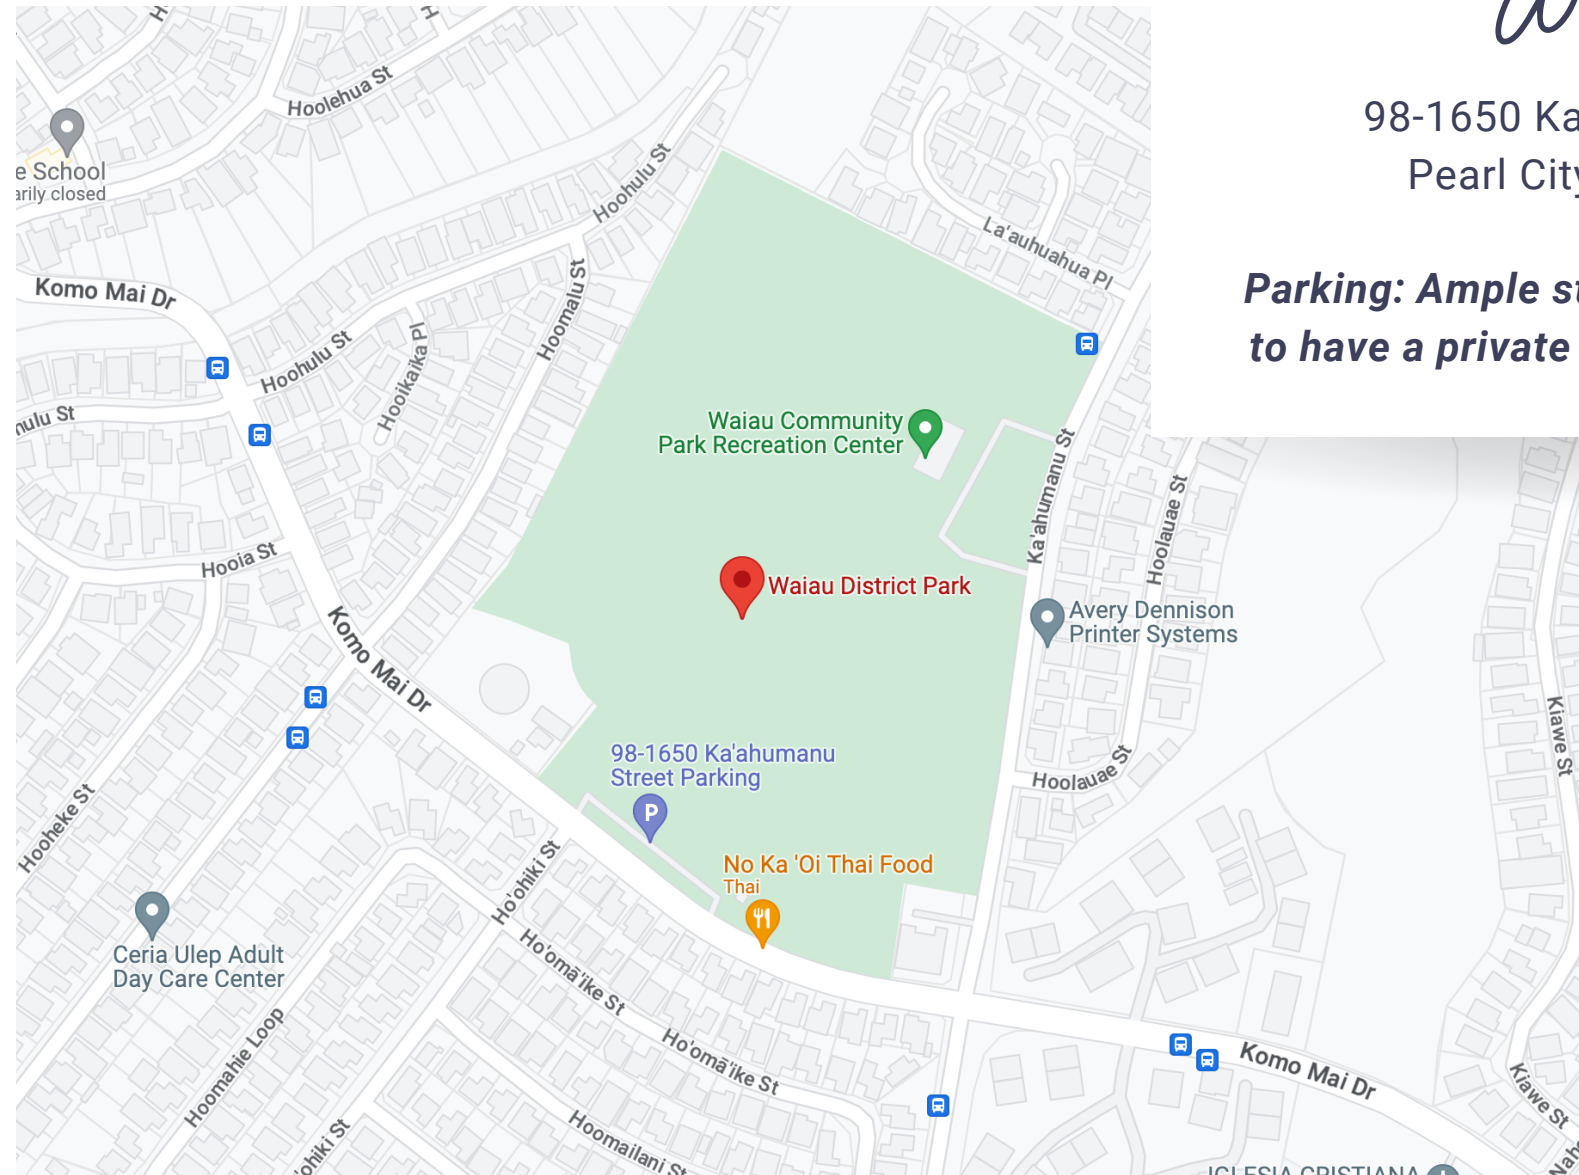 98-1650
Pearl
Parking: Ample
to have a private
Hoolehua St
School
closed
Hoohulu St
La'auhuahua Pl
Komo Mai Dr
Hoomalu St
Hoohulu St
Hooikaika Pl
St
Waiau Community
Park Recreation Center
Ka'ahumanu St
Hoolauae St
Hooia St
Waiau District Park
Avery Dennison
Printer Systems
Komo Mai Dr
Kiawe St
98-1650 Ka'ahumanu
Street Parking
P
Hoolauae St
Hooheke St
Ho'ohiki St
No Ka 'Oi Thai Food
Thai
Ceria Ulep Adult
Day Care Center
Ho'omā'ike St
Hoomahie Loop
Ho'omā'ike St
Komo Mai Dr
Kiawe St
Hoomailani St
St
IGLESIA CRISTIANA